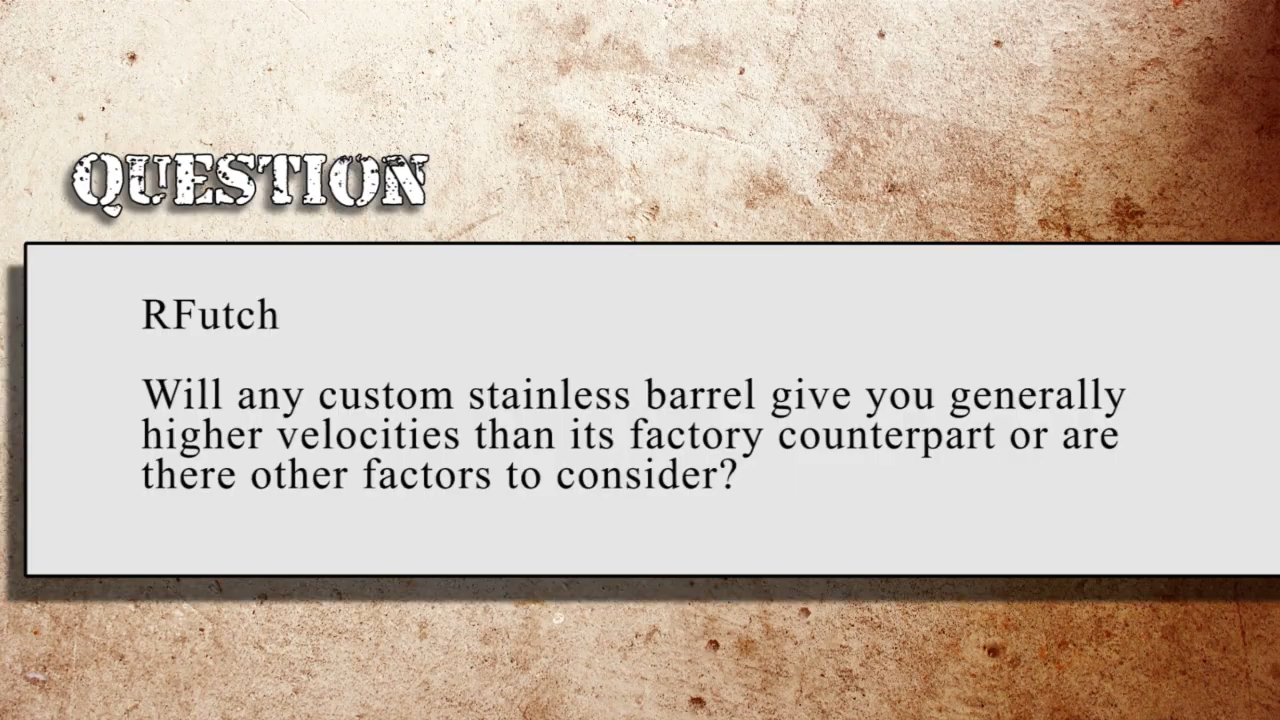 QUESTION
RFutch
Will any custom stainless barrel give you generally
higher velocities than its factory counterpart or are
there other factors to consider?